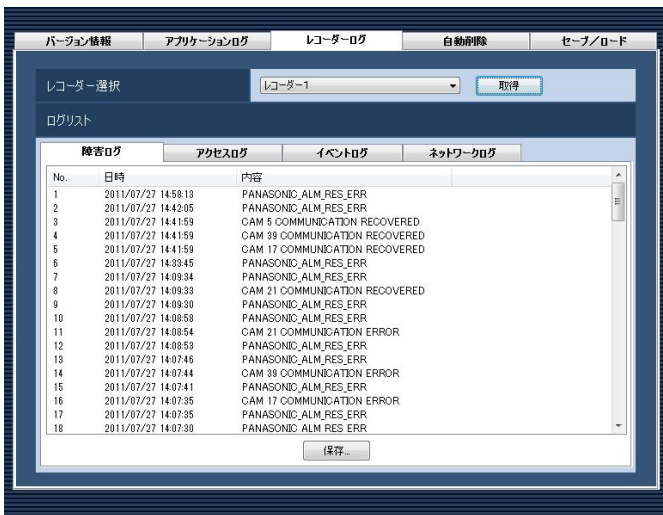 バージョン情報 アプリケーションログ レコーダーログ 自動削除 セーブ/ロード
レコーダー選択 レコーダー1 取得
ログリスト
障害ログ アクセスログ イベントログ ネットワークログ
No. 日時 内容
1 2011/07/27 14:58:13 PANASONIC_ALM_RES_ERR
2 2011/07/27 14:42:05 PANASONIC_ALM_RES_ERR
3 2011/07/27 14:41:59 CAM 5 COMMUNICATION RECOVERED
4 2011/07/27 14:41:59 CAM 39 COMMUNICATION RECOVERED
5 2011/07/27 14:41:59 CAM 17 COMMUNICATION RECOVERED
6 2011/07/27 14:33:45 PANASONIC_ALM_RES_ERR
7 2011/07/27 14:09:34 PANASONIC_ALM_RES_ERR
8 2011/07/27 14:09:33 CAM 21 COMMUNICATION RECOVERED
9 2011/07/27 14:09:30 PANASONIC_ALM_RES_ERR
10 2011/07/27 14:08:58 PANASONIC_ALM_RES_ERR
11 2011/07/27 14:08:54 CAM 21 COMMUNICATION ERROR
12 2011/07/27 14:08:53 PANASONIC_ALM_RES_ERR
13 2011/07/27 14:07:46 PANASONIC_ALM_RES_ERR
14 2011/07/27 14:07:44 CAM 39 COMMUNICATION ERROR
15 2011/07/27 14:07:41 PANASONIC_ALM_RES_ERR
16 2011/07/27 14:07:35 CAM 17 COMMUNICATION ERROR
17 2011/07/27 14:07:35 PANASONIC_ALM_RES_ERR
18 2011/07/27 14:07:30 PANASONIC_ALM_RES_ERR
保存...